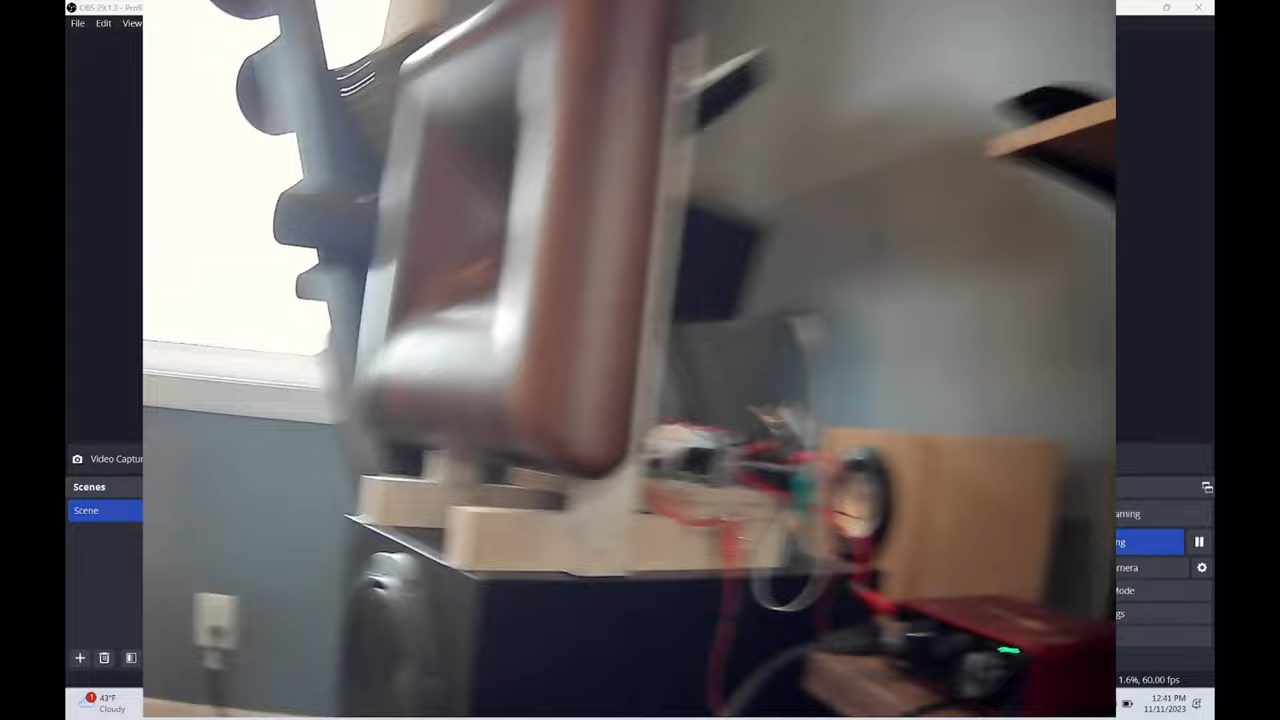 OBS 29.1.3 - Profi
File Edit View
Video Captur
Scenes
Scene
aming
ng
mera
Mode
gs
1.6%, 60.00 fps
1
43°F
Cloudy
12:41 PM
11/11/2023